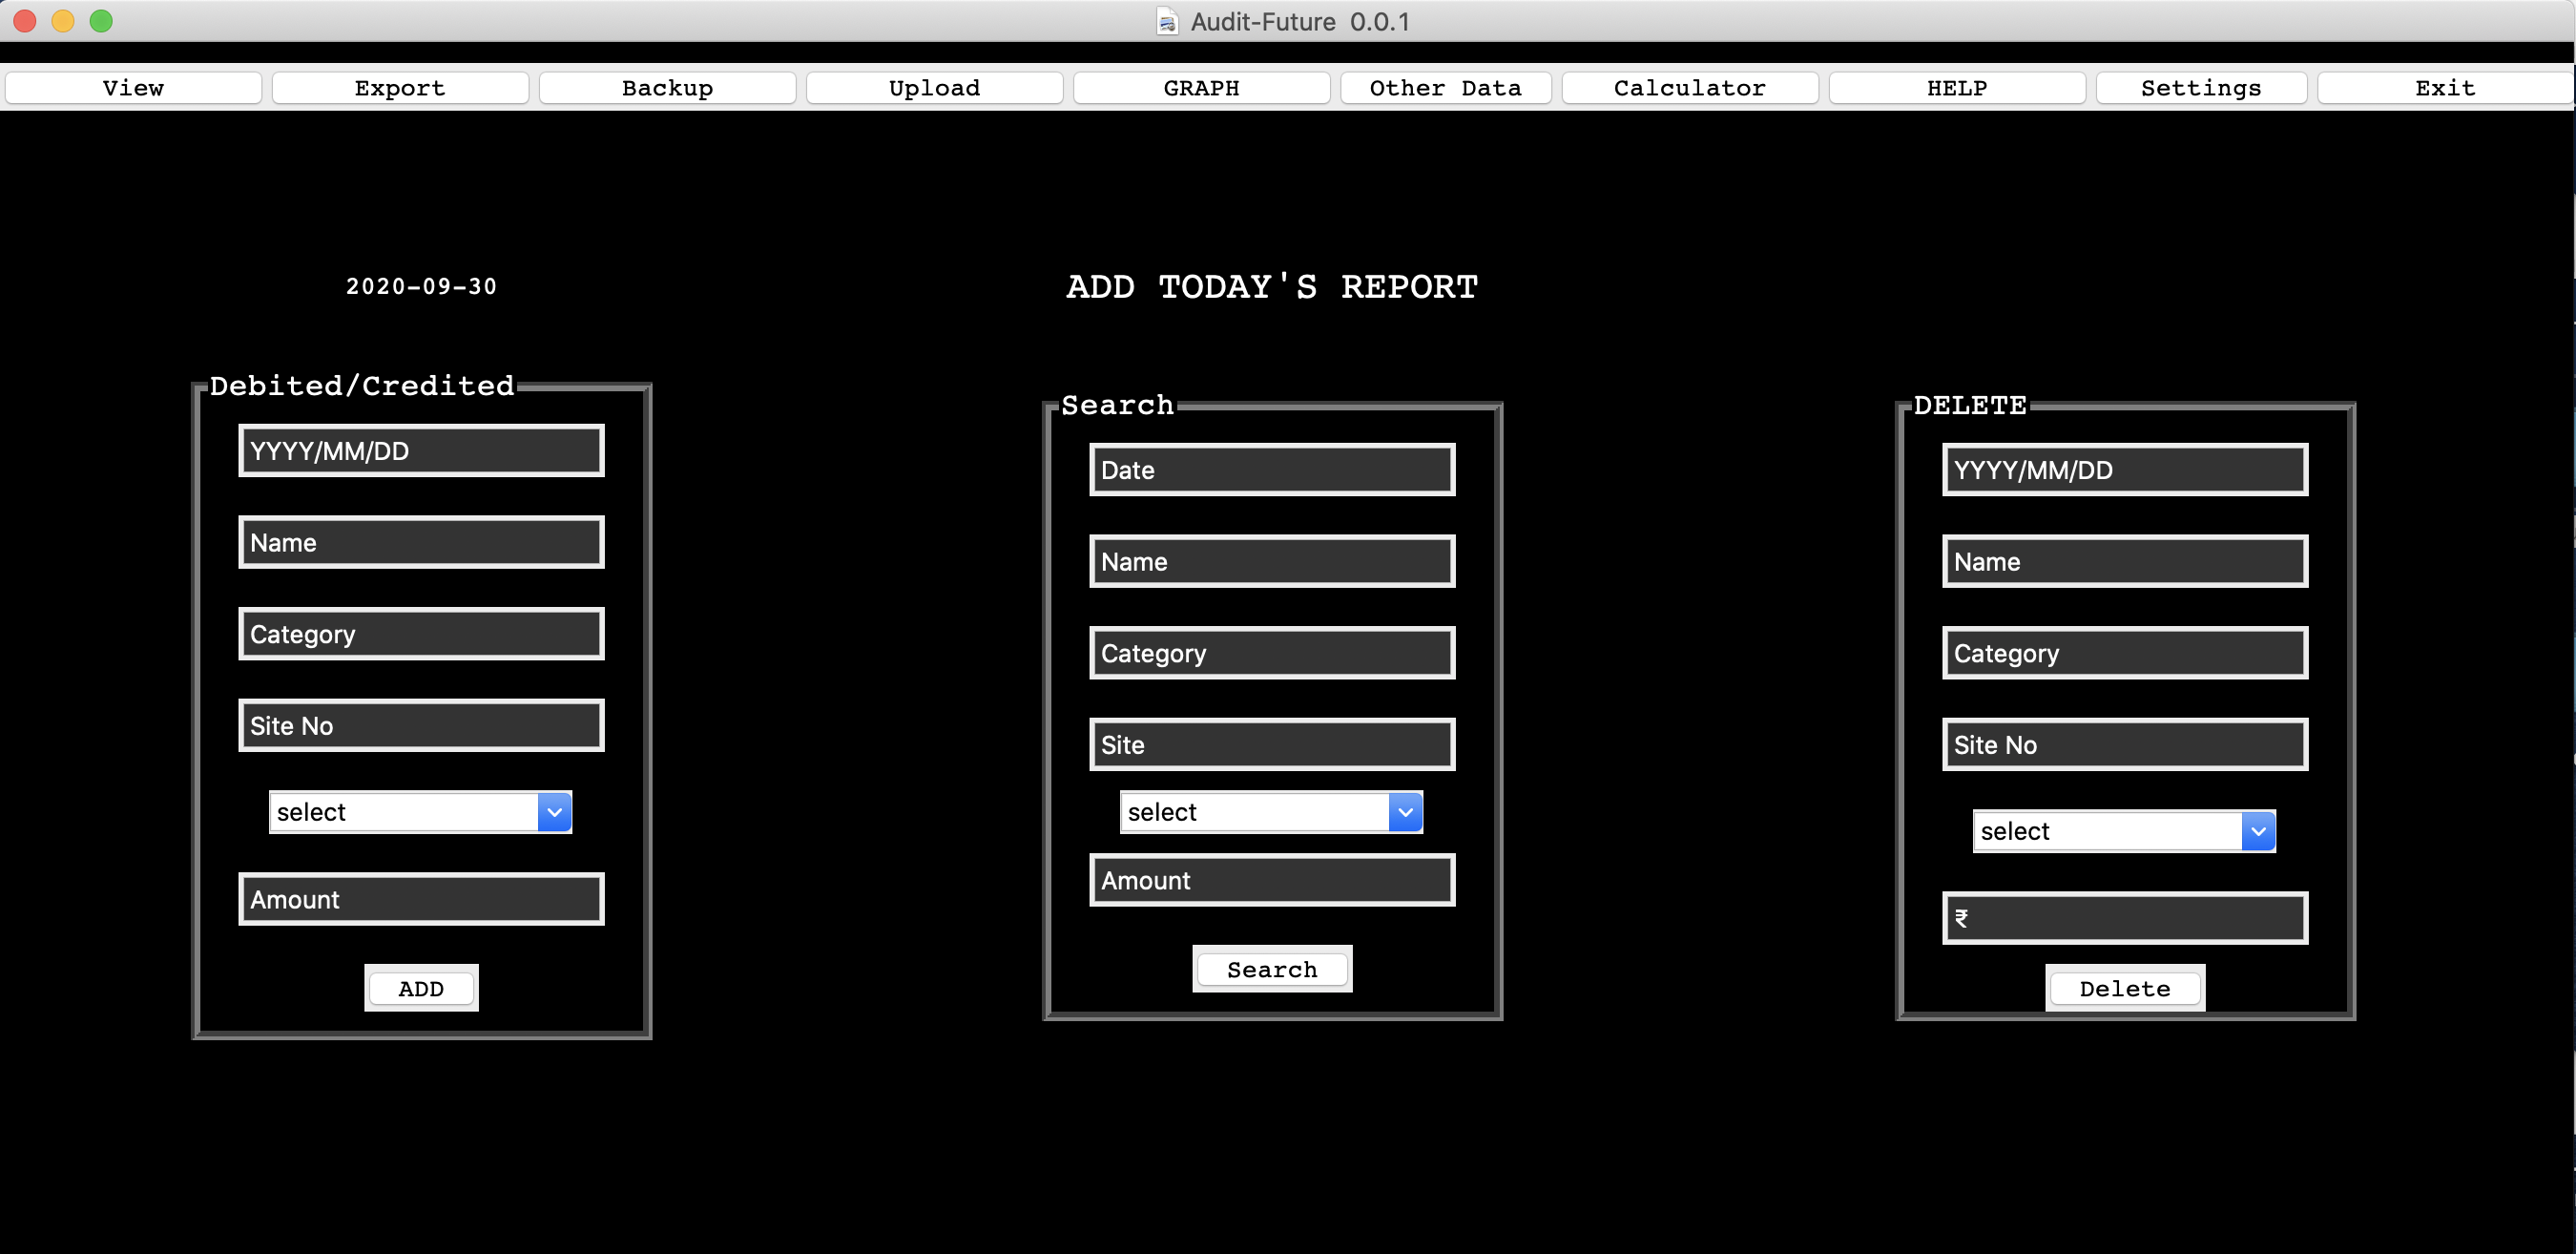 Audit-Future 0.0.1
View Export Backup Upload GRAPH Other Data Calculator HELP Settings Exit
2020-09-30
ADD TODAY'S REPORT
Debited/Credited
YYYY/MM/DD
Name
Category
Site No
select
Amount
ADD
Search
Date
Name
Category
Site
select
Amount
Search
DELETE
YYYY/MM/DD
Name
Category
Site No
select
₹
Delete